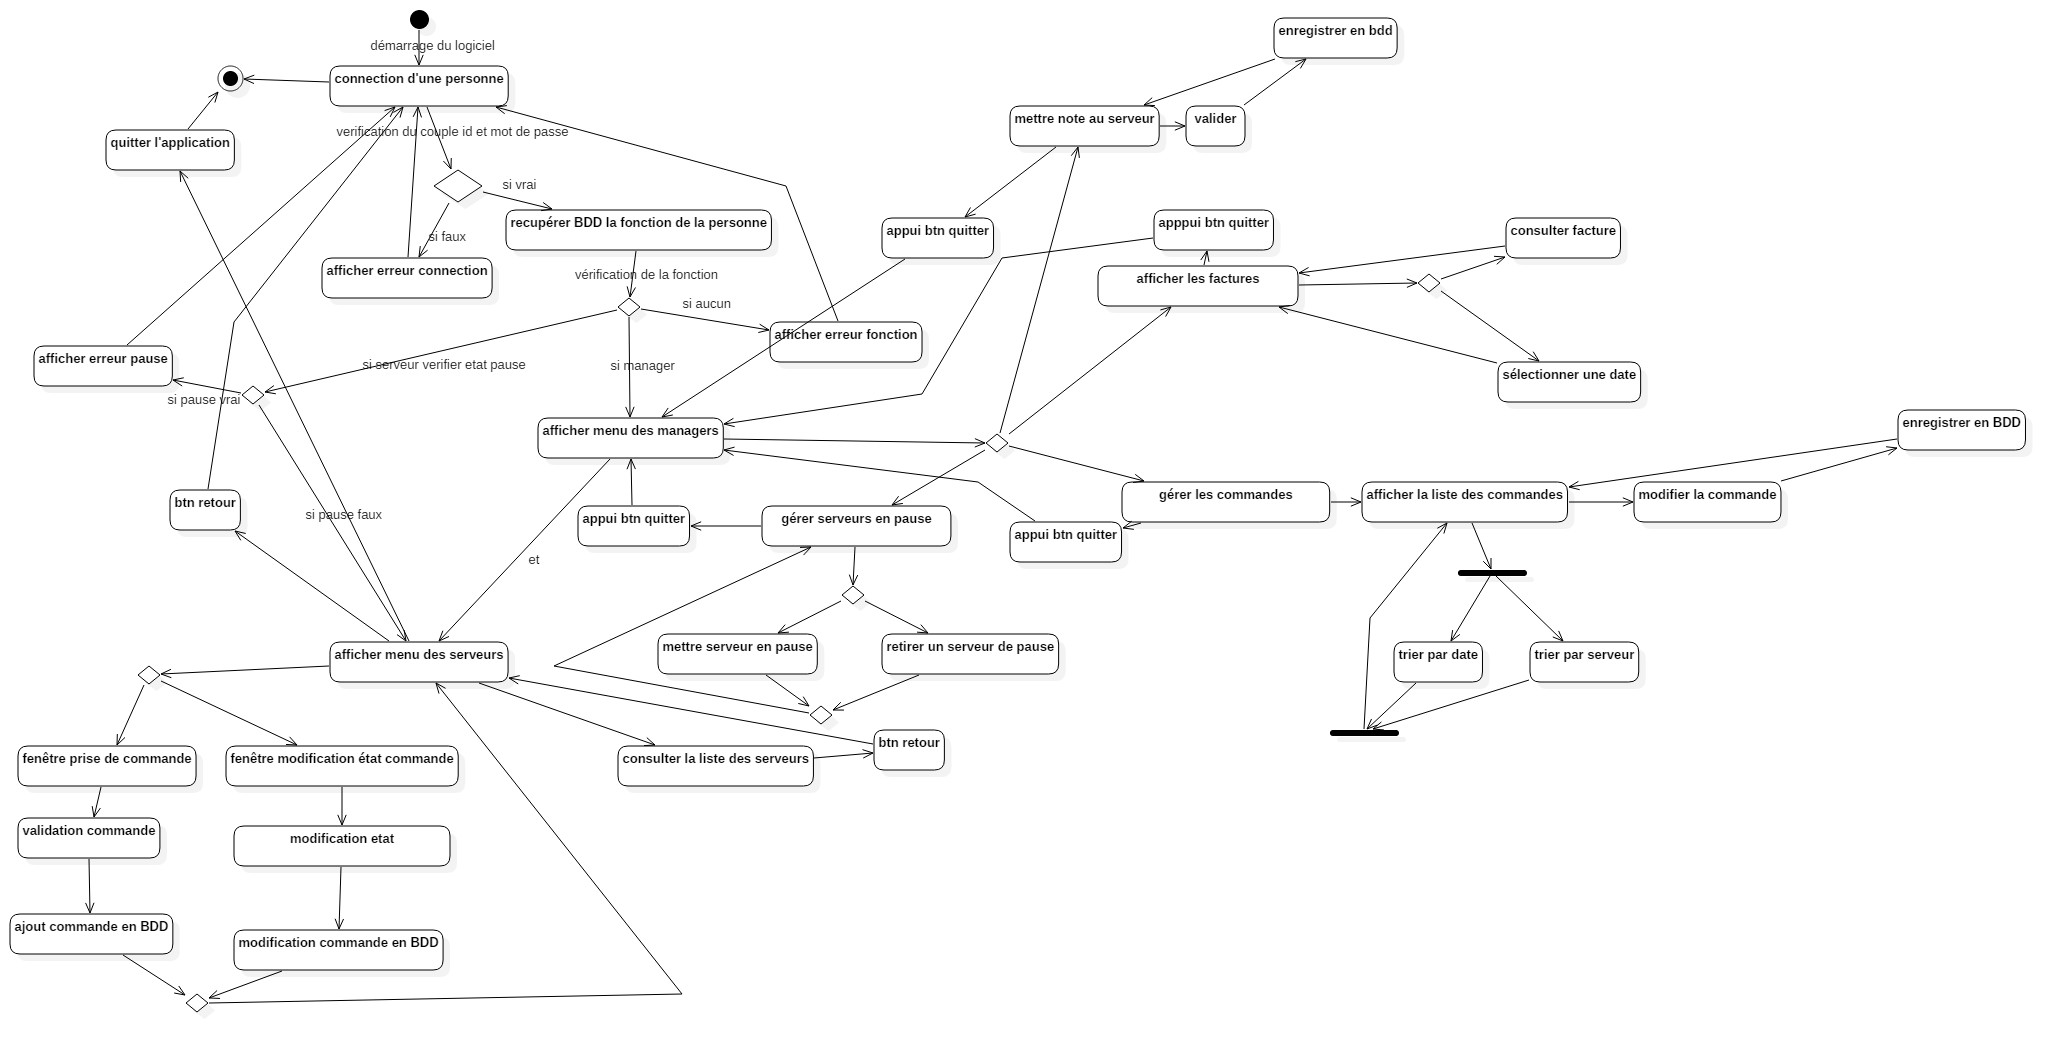 enregistrer en bdd
démarrage du logiciel
connection d'une personne
mettre note au serveur
valider
verification du couple id et mot de passe
quitter l'application
si vrai
recupérer BDD la fonction de la personne
apppui btn quitter
appui btn quitter
consulter facture
si faux
afficher erreur connection
vérification de la fonction
afficher les factures
si aucun
afficher erreur fonction
afficher erreur pause
si serveur verifier etat pause
si manager
sélectionner une date
si pause vrai
afficher menu des managers
enregistrer en BDD
btn retour
si pause faux
appui btn quitter
gérer serveurs en pause
gérer les commandes
afficher la liste des commandes
modifier la commande
appui btn quitter
et
afficher menu des serveurs
mettre serveur en pause
retirer un serveur de pause
trier par date
trier par serveur
fenêtre prise de commande
fenêtre modification état commande
consulter la liste des serveurs
btn retour
validation commande
modification etat
ajout commande en BDD
modification commande en BDD